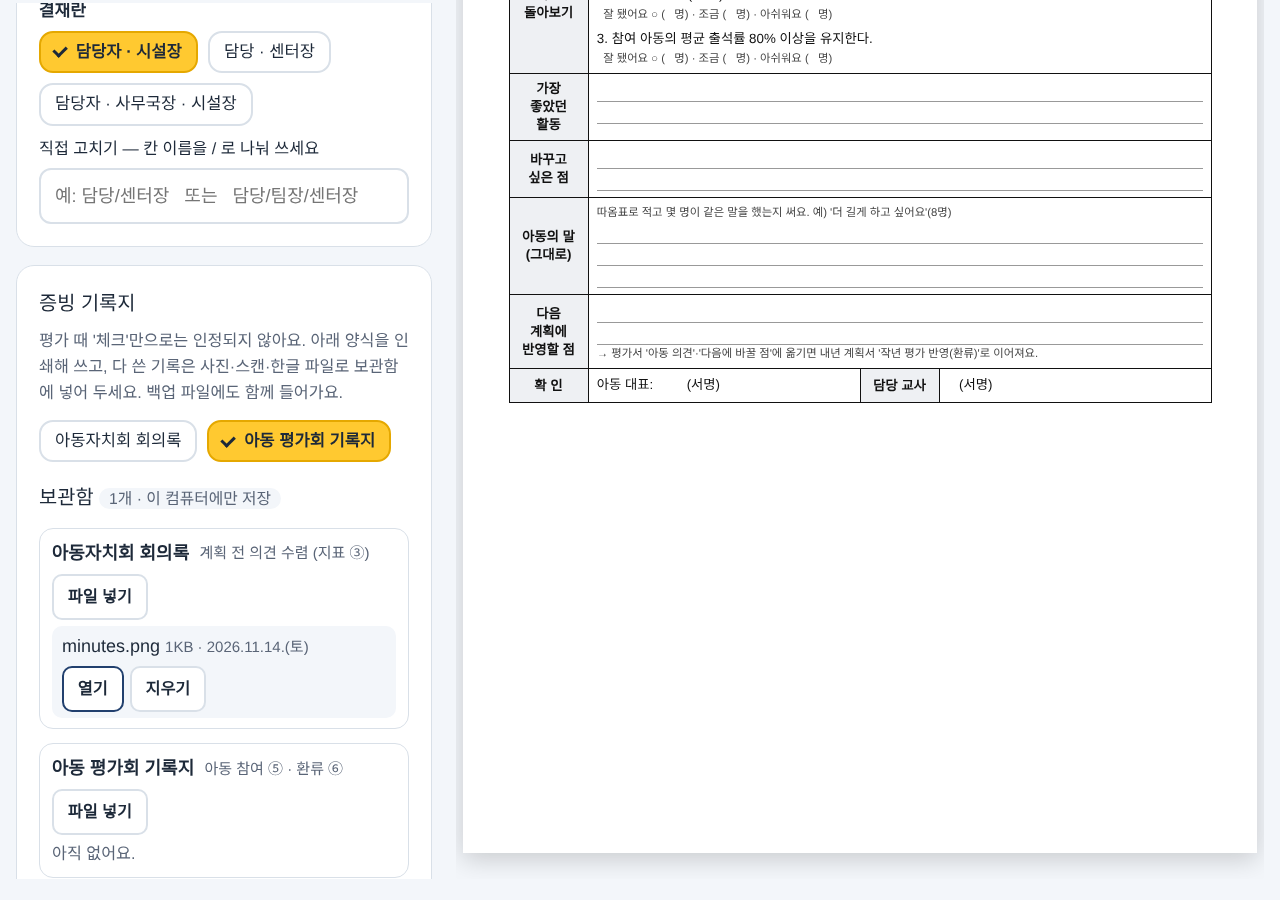 결재란
담당자 · 시설장
담당 · 센터장
담당자 · 사무국장 · 시설장
직접 고치기 — 칸 이름을 / 로 나눠 쓰세요
예: 담당/센터장 또는 담당/팀장/센터장
증빙 기록지
평가 때 '체크'만으로는 인정되지 않아요. 아래 양식을 인
쇄해 쓰고, 다 쓴 기록은 사진·스캔·한글 파일로 보관함
에 넣어 두세요. 백업 파일에도 함께 들어가요.
아동자치회 회의록
아동 평가회 기록지
보관함 1개 · 이 컴퓨터에만 저장
아동자치회 회의록 계획 전 의견 수렴 (지표 ③)
파일 넣기
minutes.png 1KB · 2026.11.14.(토)
열기
지우기
아동 평가회 기록지 아동 참여 ⑤ · 환류 ⑥
파일 넣기
아직 없어요.
돌아보기
잘 됐어요 ○ ( 명) · 조금 ( 명) · 아쉬워요 ( 명)
3. 참여 아동의 평균 출석률 80% 이상을 유지한다.
잘 됐어요 ○ ( 명) · 조금 ( 명) · 아쉬워요 ( 명)
가장
좋았던
활동
바꾸고
싶은 점
아동의 말
(그대로)
따옴표로 적고 몇 명이 같은 말을 했는지 써요. 예) '더 길게 하고 싶어요'(8명)
다음
계획에
반영할 점
→ 평가서 '아동 의견'·'다음에 바꿀 점'에 옮기면 내년 계획서 '작년 평가 반영(환류)'로 이어져요.
확 인
아동 대표: (서명)
담당 교사
(서명)